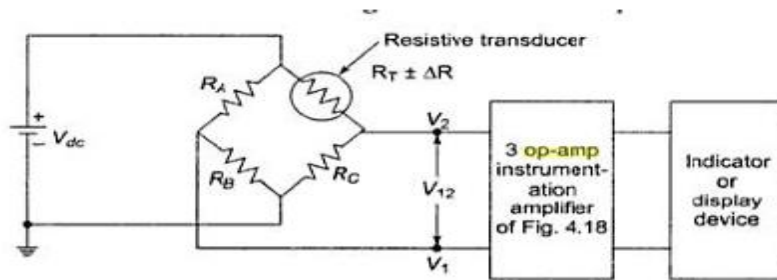 Resistive transducer
R_T ± ΔR
R_A
+
V_dc
−
R_B
R_C
V_2
V_12
V_1
3 op-amp
instrument-
ation
amplifier
of Fig. 4.18
Indicator
or
display
device